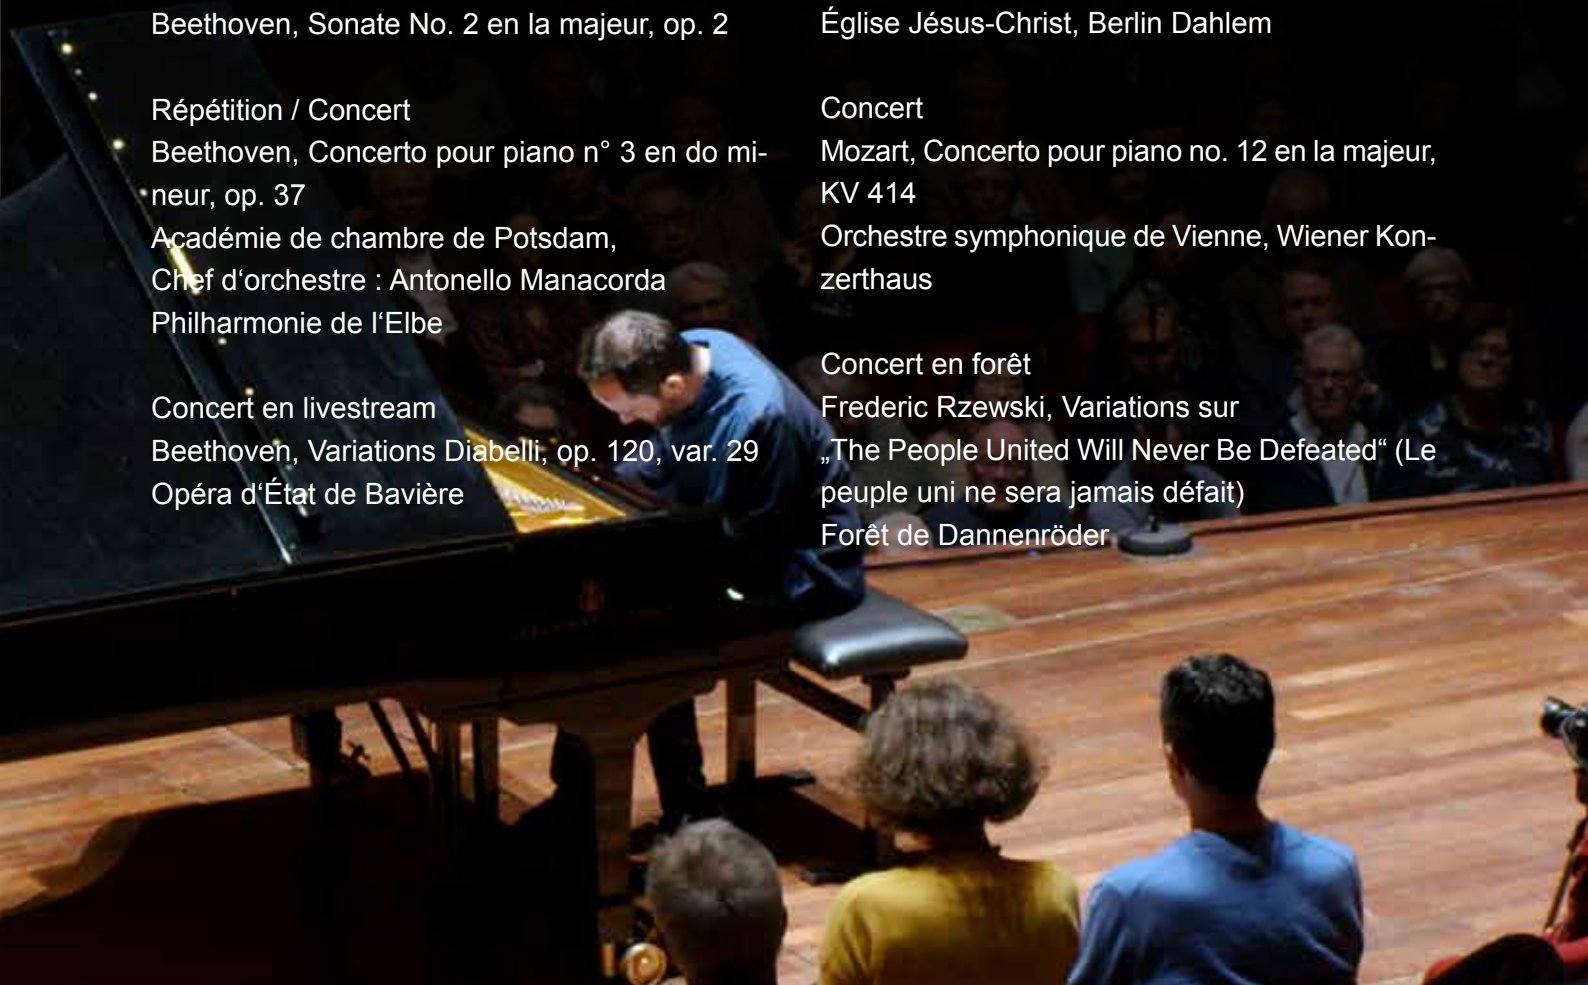 Beethoven, Sonate No. 2 en la majeur, op. 2
Répétition / Concert
Beethoven, Concerto pour piano n° 3 en do mi-
neur, op. 37
Académie de chambre de Potsdam,
Chef d‘orchestre : Antonello Manacorda
Philharmonie de l‘Elbe
Concert en livestream
Beethoven, Variations Diabelli, op. 120, var. 29
Opéra d‘État de Bavière
Église Jésus-Christ, Berlin Dahlem
Concert
Mozart, Concerto pour piano no. 12 en la majeur,
KV 414
Orchestre symphonique de Vienne, Wiener Kon-
zerthaus
Concert en forêt
Frederic Rzewski, Variations sur
„The People United Will Never Be Defeated“ (Le
peuple uni ne sera jamais défait)
Forêt de Dannenröder